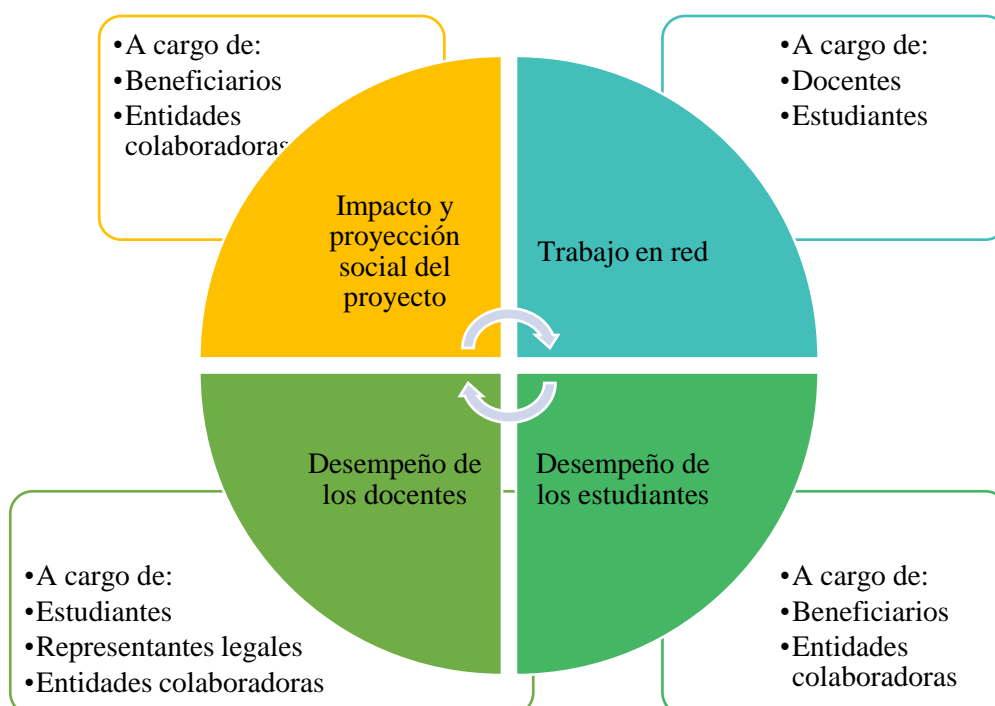 •A cargo de:
•Beneficiarios
•Entidades
colaboradoras
•A cargo de:
•Docentes
•Estudiantes
Impacto y
proyección
social del
proyecto
Trabajo en red
Desempeño de
los docentes
Desempeño de
los estudiantes
•A cargo de:
•Estudiantes
•Representantes legales
•Entidades colaboradoras
•A cargo de:
•Beneficiarios
•Entidades
colaboradoras